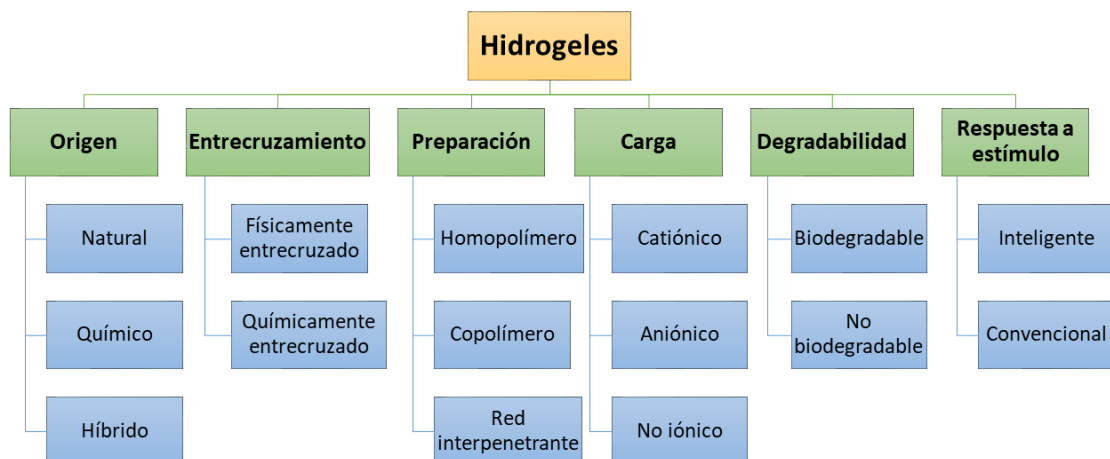 Hidrogeles
Origen
Natural
Químico
Híbrido
Entrecruzamiento
Físicamente
entrecruzado
Químicamente
entrecruzado
Preparación
Homopolímero
Copolímero
Red
interpenetrante
Carga
Catiónico
Aniónico
No iónico
Degradabilidad
Biodegradable
No
biodegradable
Respuesta a
estímulo
Inteligente
Convencional